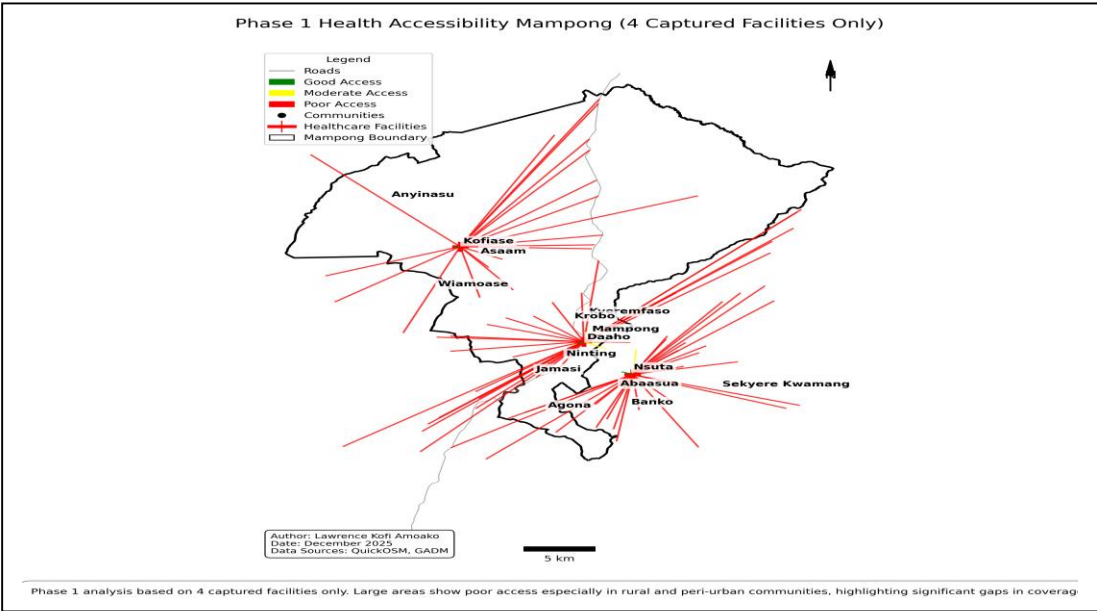 Phase 1 Health Accessibility Mampong (4 Captured Facilities Only)
Legend
Roads
Good Access
Moderate Access
Poor Access
Communities
Healthcare Facilities
Mampong Boundary
Anyinasu
Kofiase
Asaam
Wiamoase
Krobo
Mampong
Daaho
Ninting
Jamasi
Nsuta
Abaasua
Sekyere Kwamang
Agona
Banko
Author: Lawrence Kofi Amoako
Date: December 2025
Data Sources: QuickOSM, GADM
5 km
Phase 1 analysis based on 4 captured facilities only. Large areas show poor access especially in rural and peri-urban communities, highlighting significant gaps in coverag